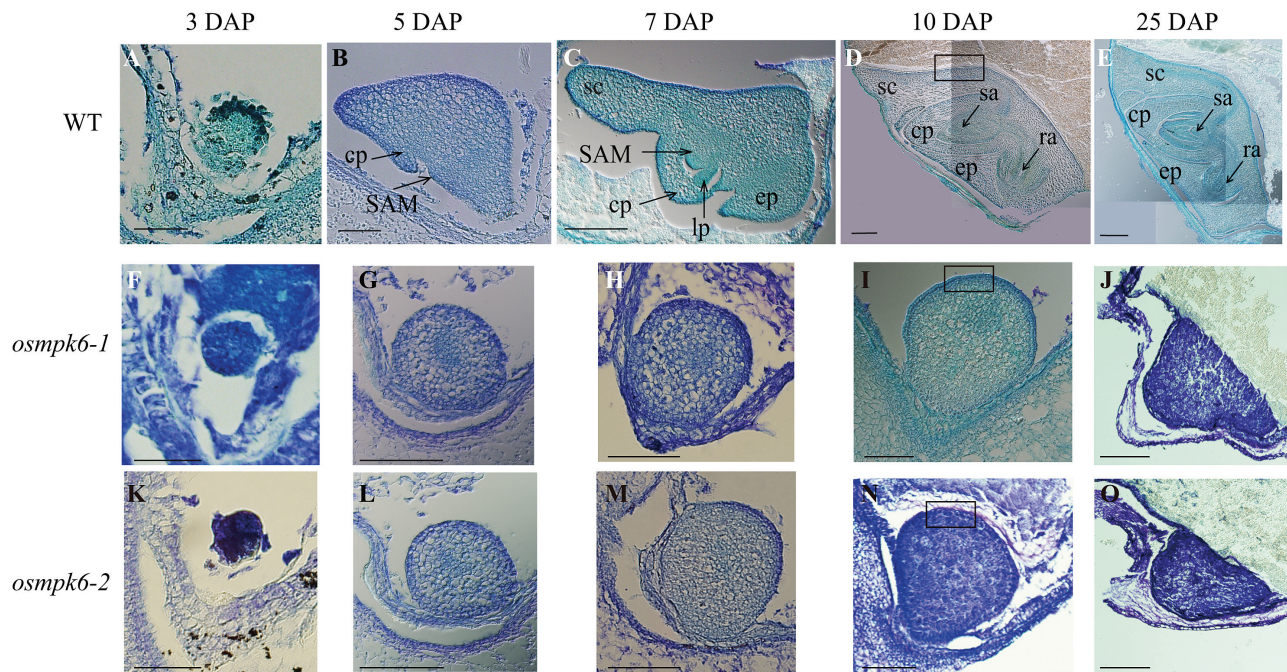 3 DAP 5 DAP 7 DAP 10 DAP 25 DAP
WT
A
B
cp
SAM
C
sc
SAM
cp
lp
ep
D
sc
sa
cp
ra
ep
E
sc
sa
cp
ra
ep
osmpk6-1
F
G
H
I
J
osmpk6-2
K
L
M
N
O